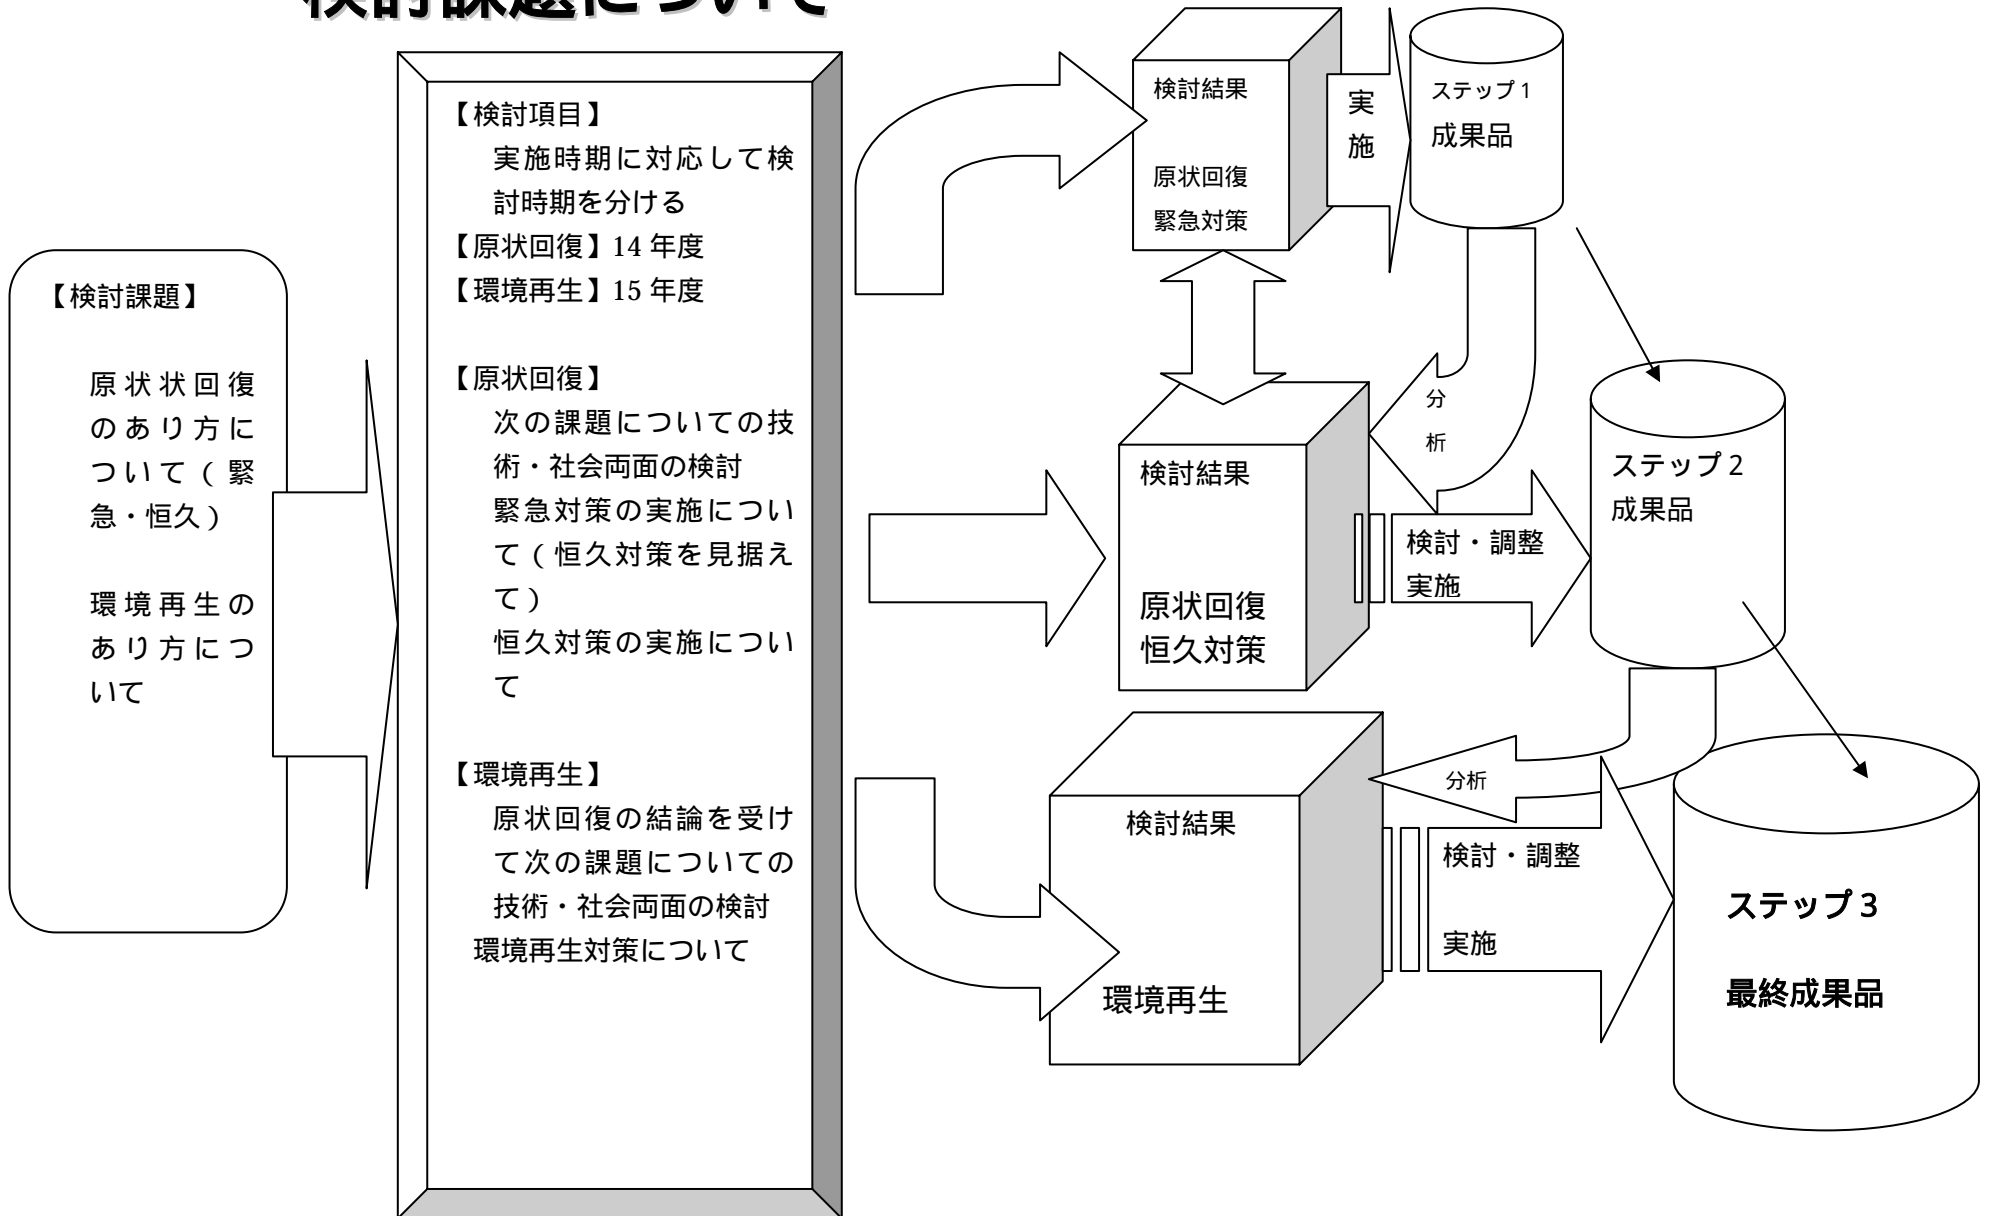 検討課題について
【検討課題】
原状状回復
のあり方に
ついて（緊
急・恒久）
環境再生の
あり方につ
いて
【検討項目】
実施時期に対応して検
討時期を分ける
【原状回復】14 年度
【環境再生】15 年度
【原状回復】
次の課題についての技
術・社会両面の検討
緊急対策の実施につい
て（恒久対策を見据え
て）
恒久対策の実施につい
て
【環境再生】
原状回復の結論を受け
て次の課題についての
技術・社会両面の検討
環境再生対策について
検討結果
原状回復
緊急対策
実
施
ステップ1
成果品
分
析
検討結果
原状回復
恒久対策
検討・調整
実施
ステップ2
成果品
分析
検討結果
環境再生
検討・調整
実施
ステップ3
最終成果品